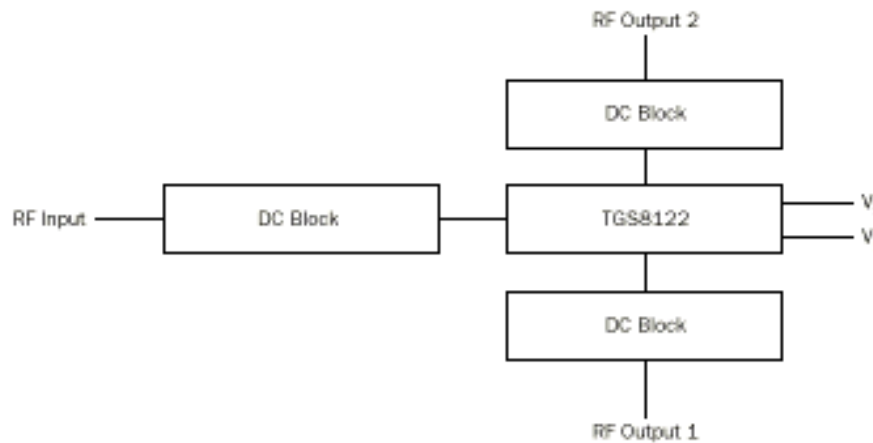 RF Output 2
DC Block
RF Input
DC Block
TGS8122
V
V
DC Block
RF Output 1